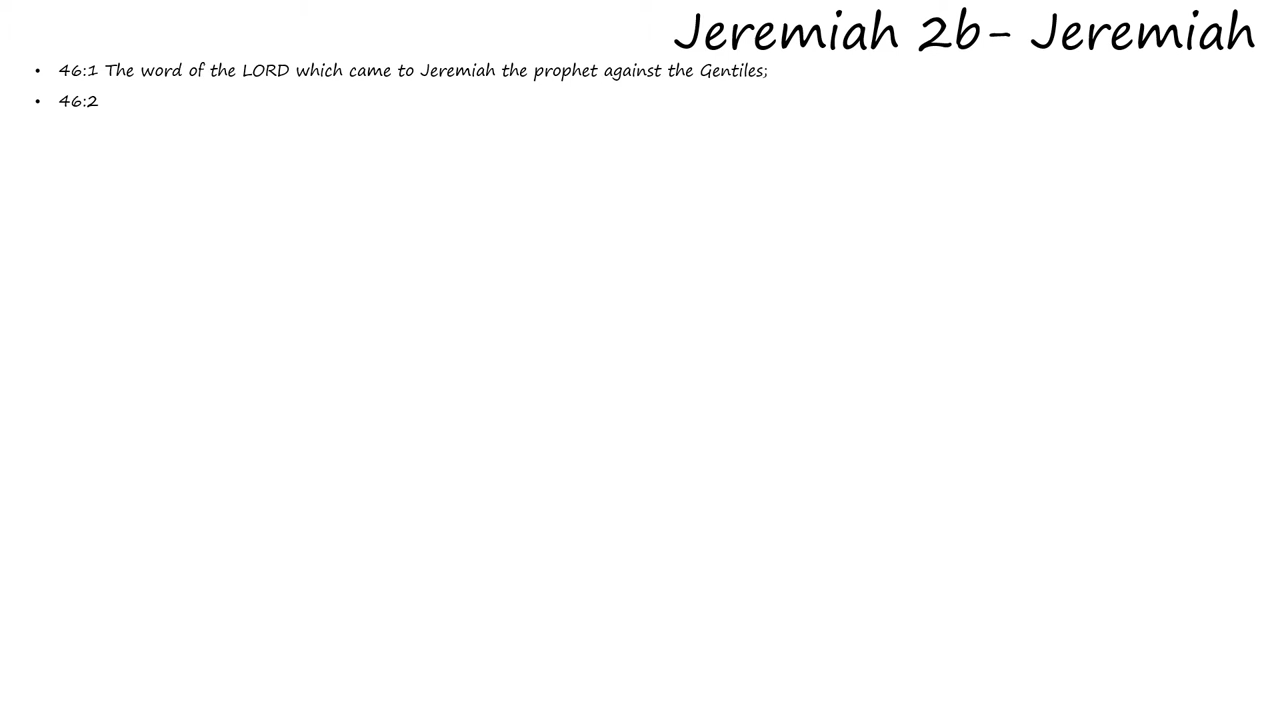 Jeremiah 2b- Jeremiah
• 46:1 The word of the LORD which came to Jeremiah the prophet against the Gentiles;
• 46:2